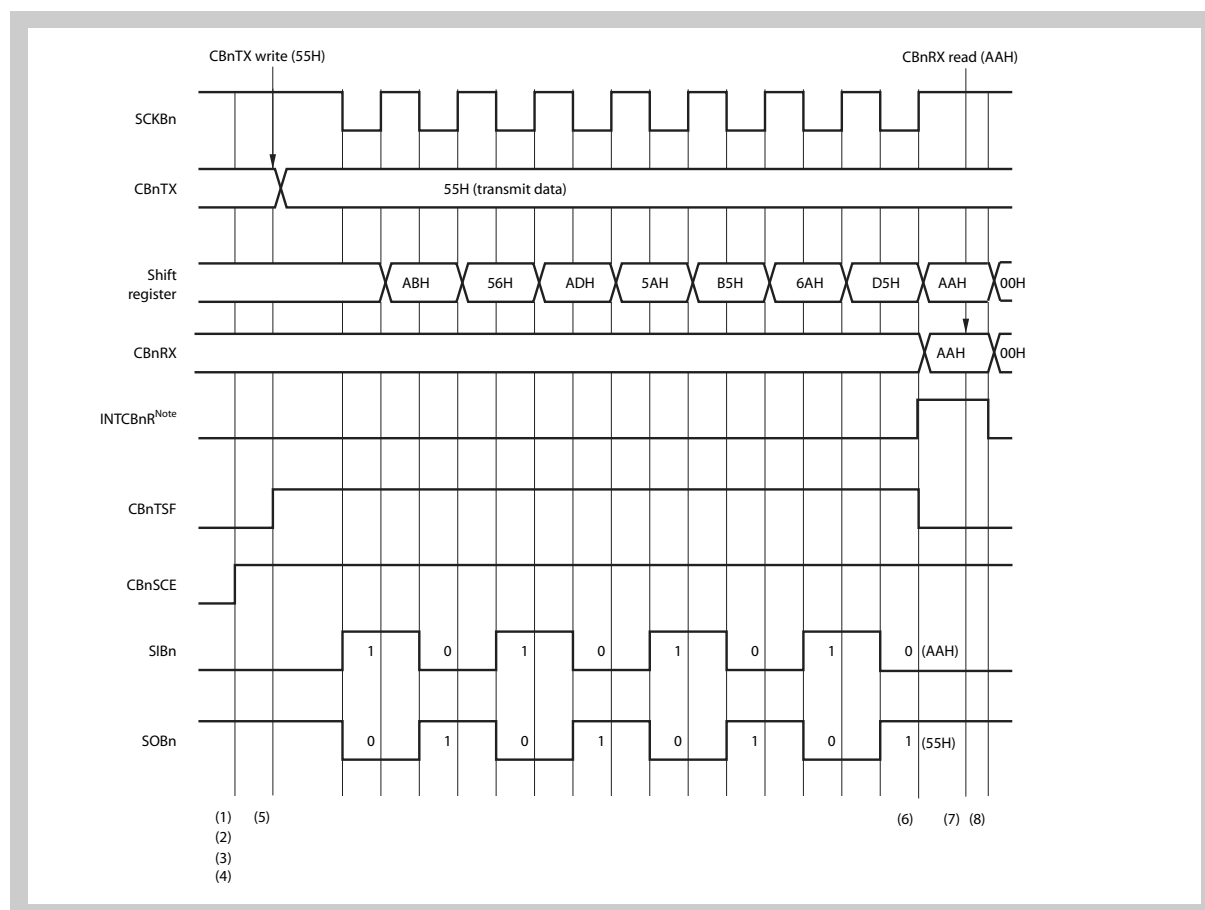 CBnTX write (55H)
CBnRX read (AAH)
SCKBn
CBnTX
55H (transmit data)
Shift
register
ABH 56H ADH 5AH B5H 6AH D5H AAH 00H
CBnRX
AAH 00H
INTCBnRNote
CBnTSF
CBnSCE
SIBn
1 0 1 0 1 0 1 0 (AAH)
SOBn
0 1 0 1 0 1 0 1 (55H)
(1) (5) (6) (7) (8)
(2)
(3)
(4)